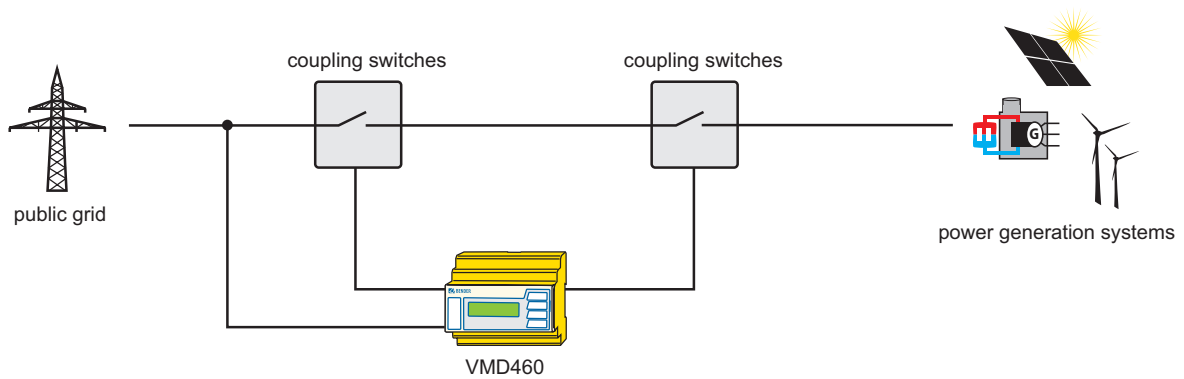 coupling switches
coupling switches
public grid
G
power generation systems
BENDER
VMD460